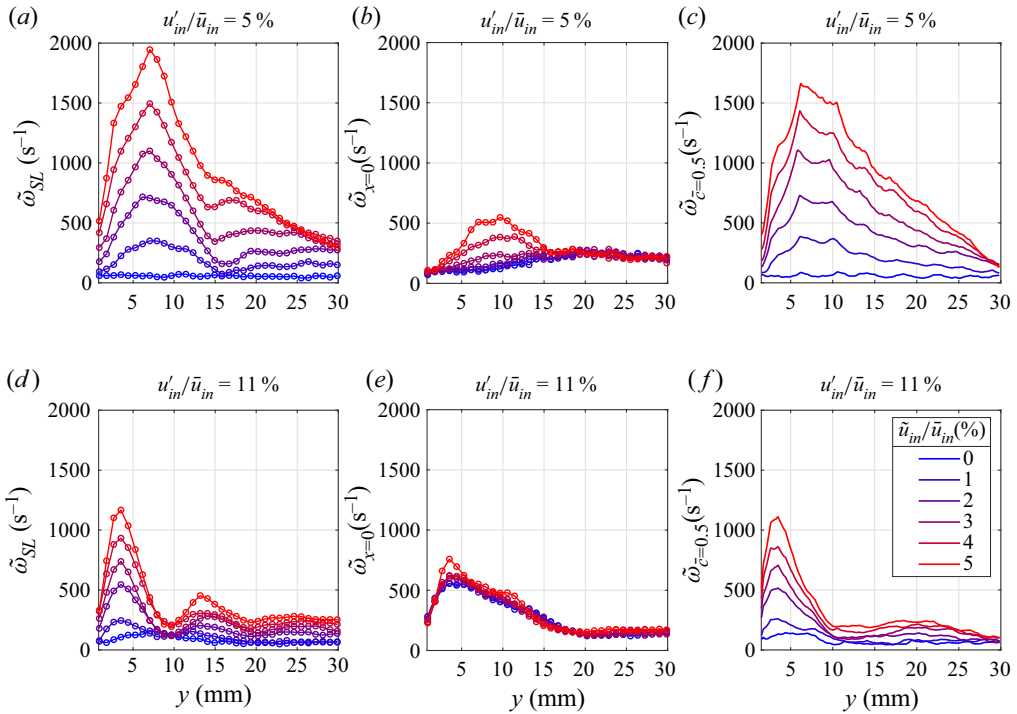 (a) u′in/ūin = 5 % (b) u′in/ūin = 5 % (c) u′in/ūin = 5 %
2000 2000 2000
1500 1500 1500
1000 1000 1000
500 500 500
0 0 0
ω̃SL (s−1) ω̃x=0(s−1) ω̃c̄=0.5(s−1)
5 10 15 20 25 30 5 10 15 20 25 30 5 10 15 20 25 30
(d) u′in/ūin = 11 % (e) u′in/ūin = 11 % (f) u′in/ūin = 11 %
2000 2000 2000
1500 1500 1500
1000 1000 1000
500 500 500
0 0 0
ω̃SL (s−1) ω̃x=0(s−1) ω̃c̄=0.5(s−1)
ũin/ūin(%)
0
1
2
3
4
5
5 10 15 20 25 30 5 10 15 20 25 30 5 10 15 20 25 30
y (mm) y (mm) y (mm)